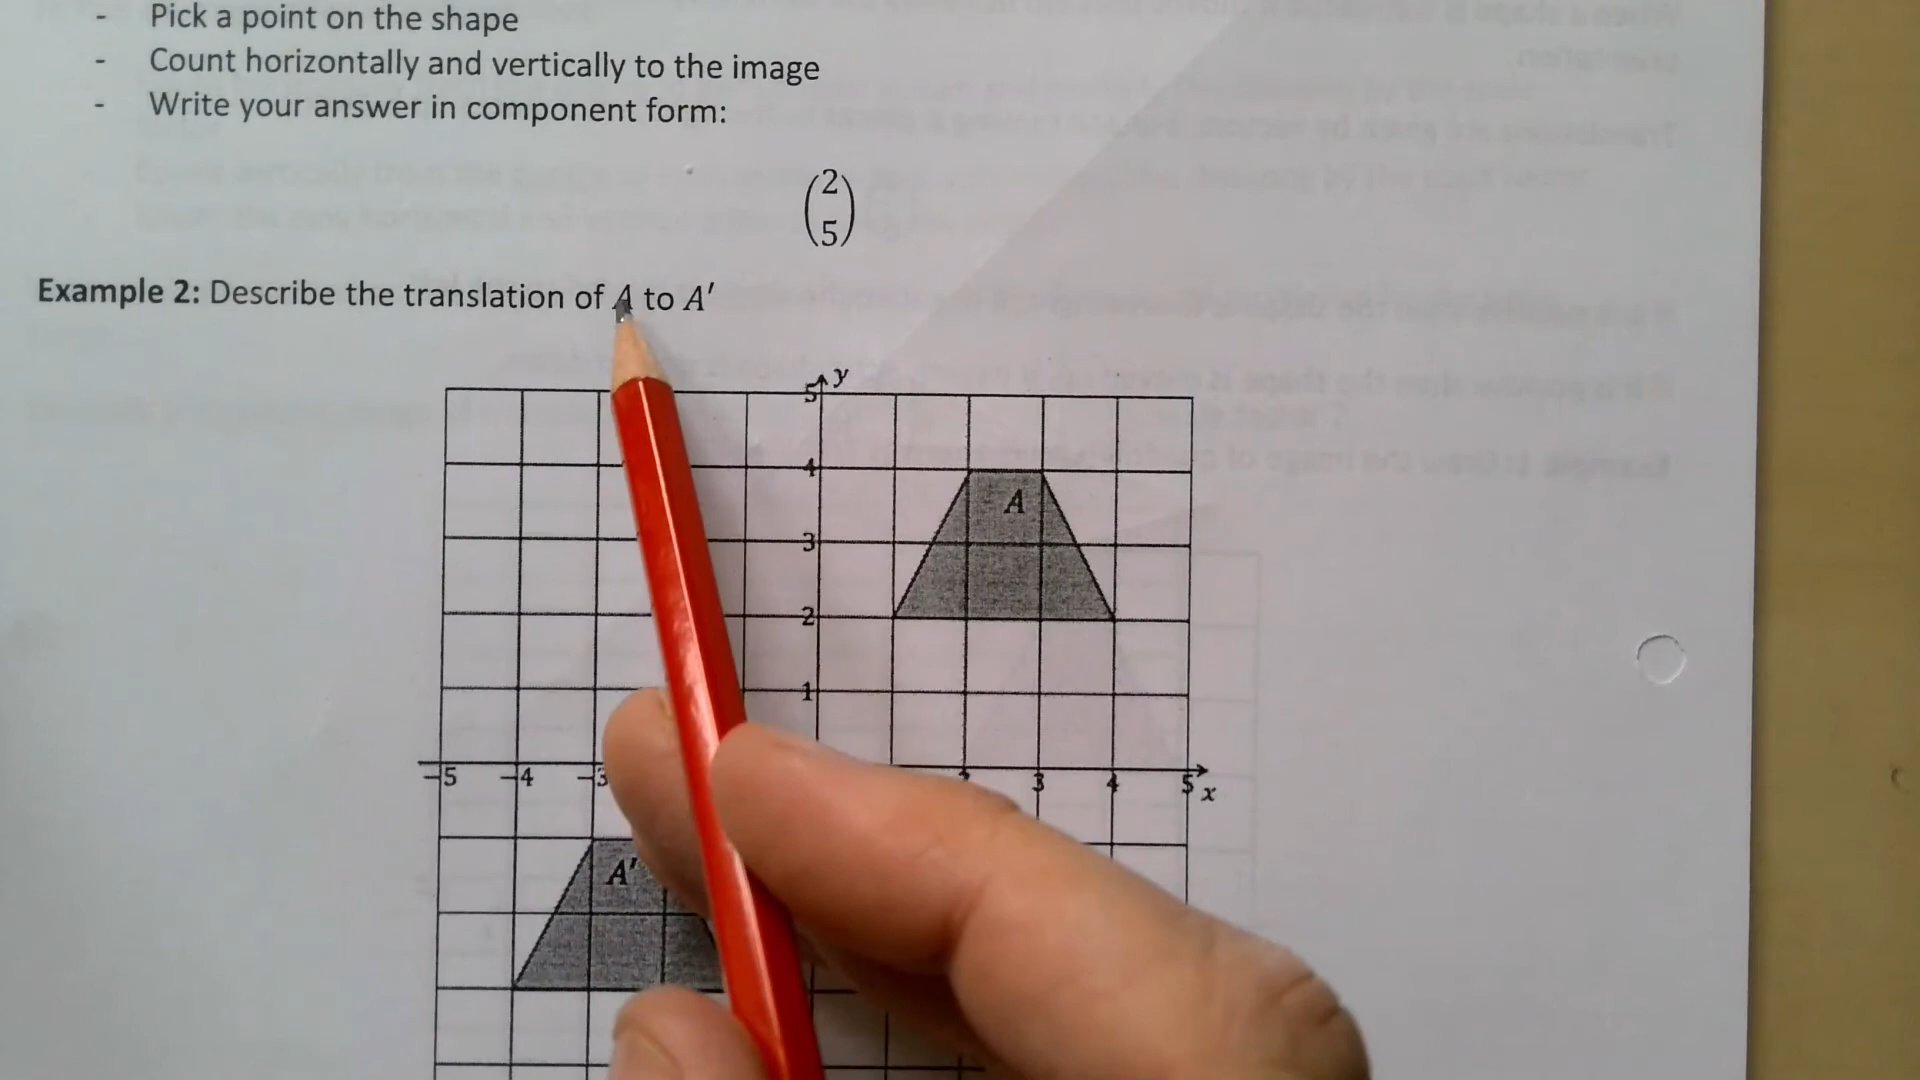 - Pick a point on the shape
- Count horizontally and vertically to the image
- Write your answer in component form:
(2
5)
Example 2: Describe the translation of A to A′
y
5
4
A
3
2
1
-5 -4 -3 3 4 5 x
A′